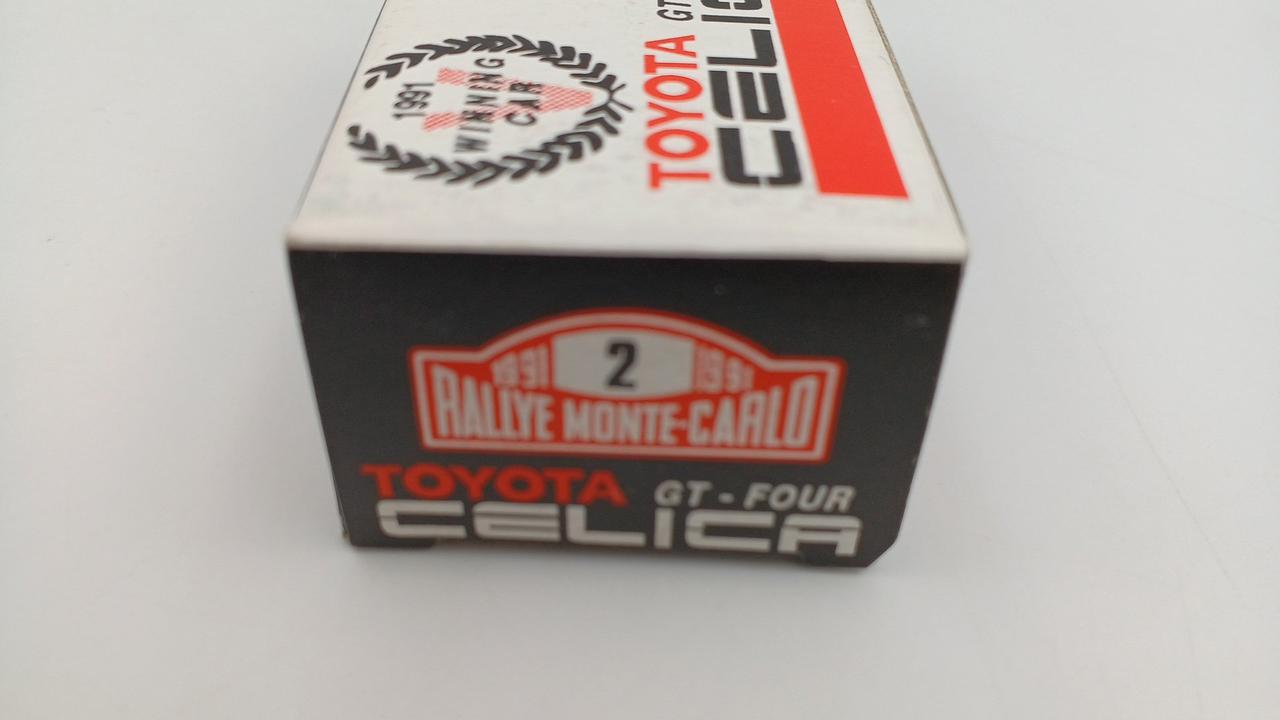 1991
WINNING
CAR
TOYOTA GT
CELIC
1991 2 1991
RALLYE MONTE-CARLO
TOYOTA GT-FOUR
CELICA